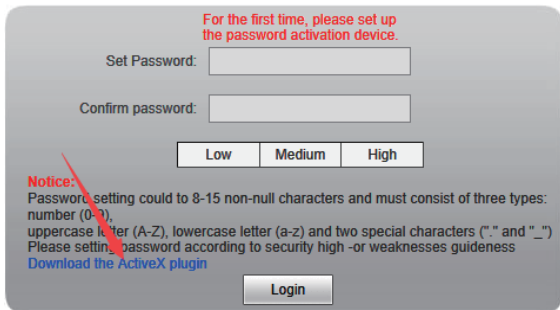 For the first time, please set up
the password activation device.
Set Password:
Confirm password:
Low Medium High
Notice:
Password setting could to 8-15 non-null characters and must consist of three types:
number (0-9),
uppercase letter (A-Z), lowercase letter (a-z) and two special characters ("." and "_")
Please setting password according to security high -or weaknesses guideness
Download the ActiveX plugin
Login